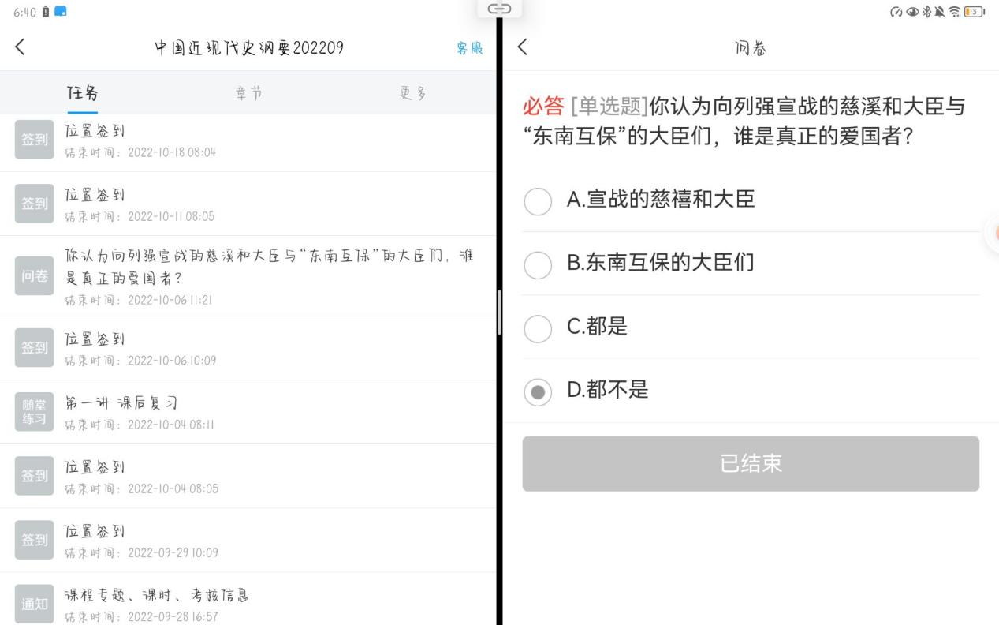 6:40
13
中国近现代史纲要202209
客服
任务
章节
更多
签到
位置签到
结束时间：2022-10-18 08:04
签到
位置签到
结束时间：2022-10-11 08:05
问卷
你认为向列强宣战的慈溪和大臣与“东南互保”的大臣们，谁
是真正的爱国者？
结束时间：2022-10-06 11:21
签到
位置签到
结束时间：2022-10-06 10:09
随堂
练习
第一讲 课后复习
结束时间：2022-10-04 08:11
签到
位置签到
结束时间：2022-10-04 08:05
签到
位置签到
结束时间：2022-09-29 10:09
通知
课程专题、课时、考核信息
结束时间：2022-09-28 16:57
问卷
必答 [单选题]你认为向列强宣战的慈溪和大臣与
“东南互保”的大臣们，谁是真正的爱国者？
A.宣战的慈禧和大臣
B.东南互保的大臣们
C.都是
D.都不是
已结束